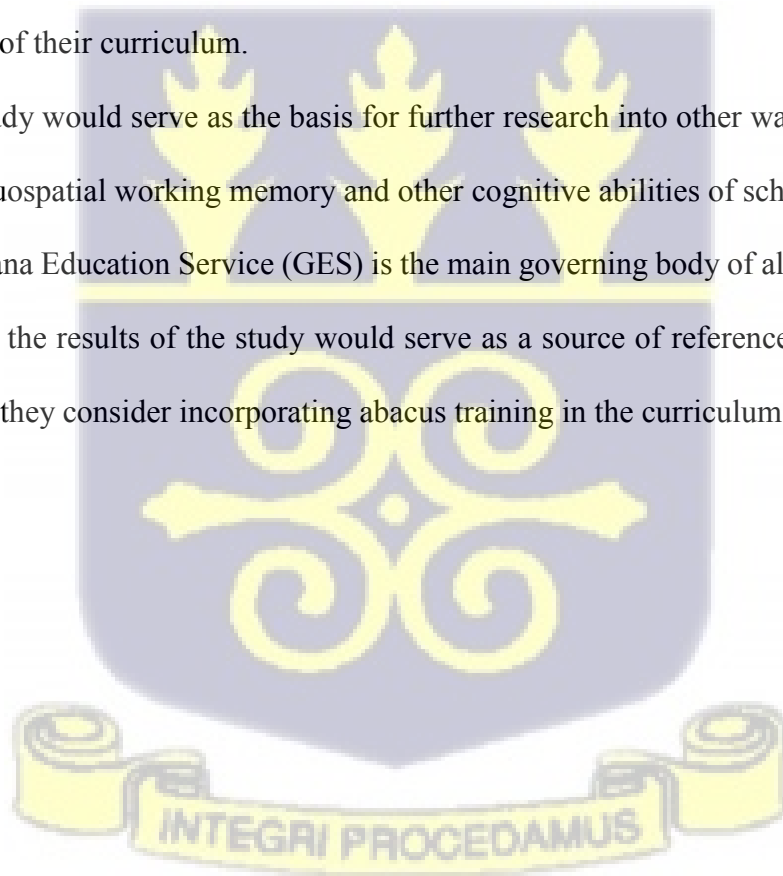 of their curriculum.
dy would serve as the basis for further research into other wa
uospatial working memory and other cognitive abilities of sch
ana Education Service (GES) is the main governing body of al
the results of the study would serve as a source of reference
they consider incorporating abacus training in the curriculum
INTEGRI PROCEDAMUS